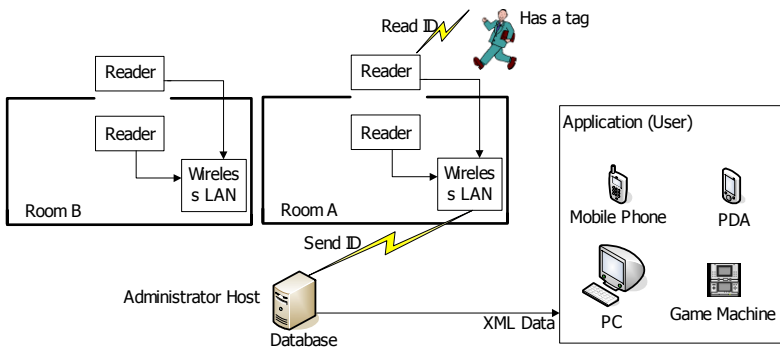 Read ID
Has a tag
Reader
Reader
Reader
Reader
Wireles
s LAN
Wireles
s LAN
Room B
Room A
Application (User)
Mobile Phone
PDA
Send ID
Administrator Host
Database
XML Data
PC
Game Machine